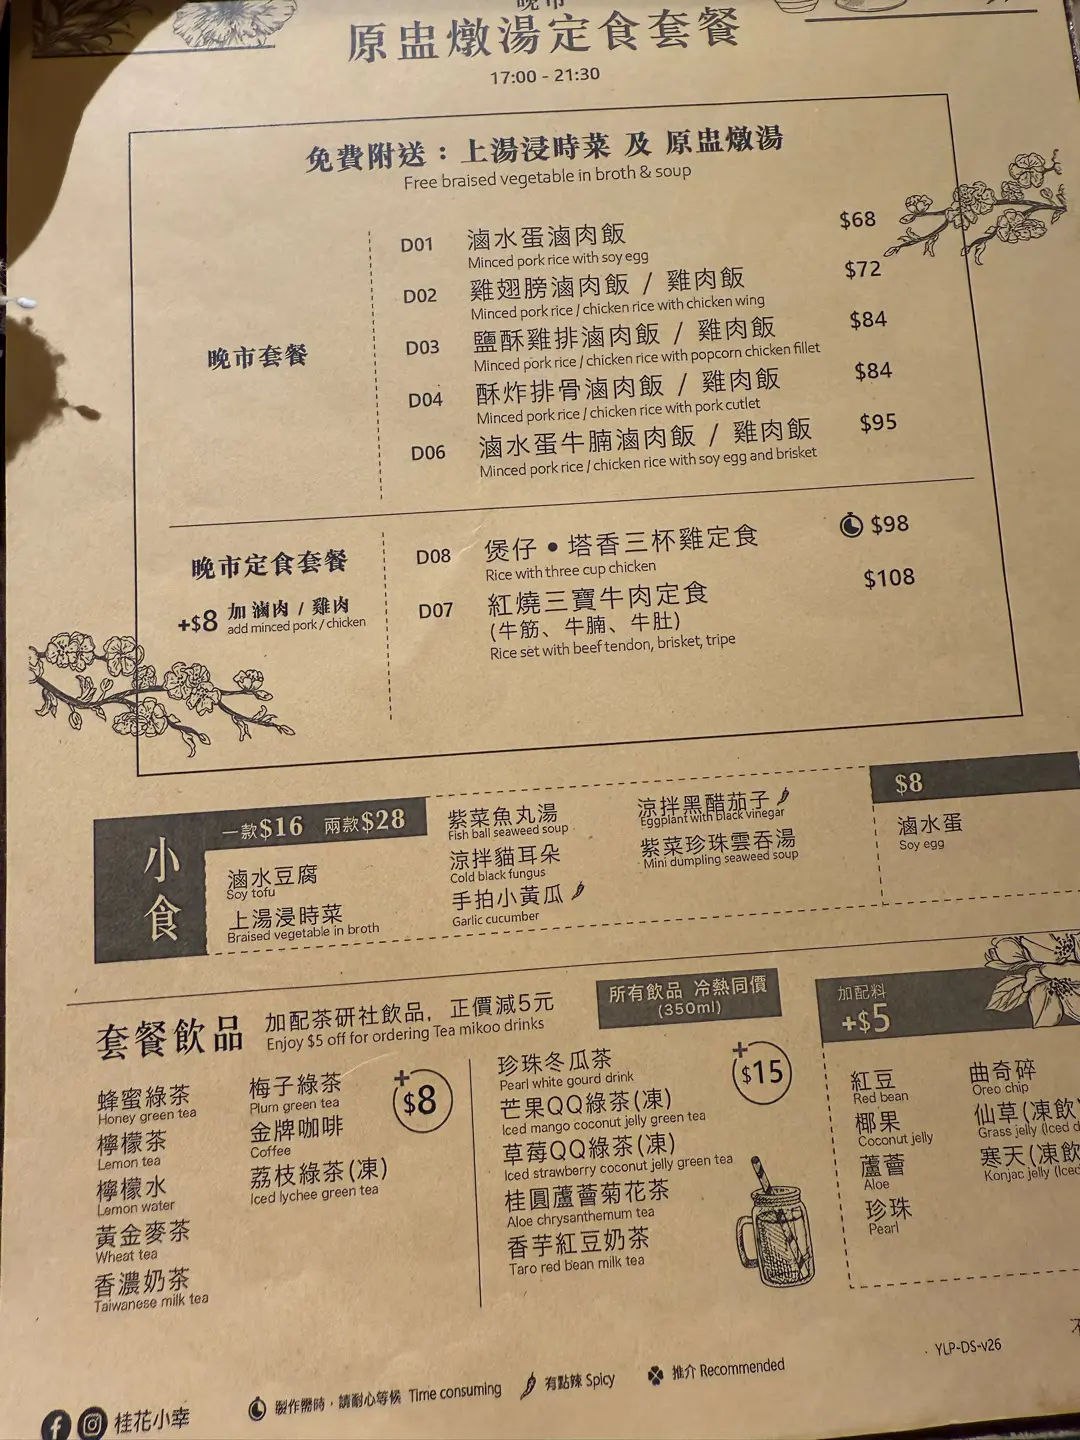 晚市
原盅燉湯定食套餐
17:00 - 21:30
免費附送：上湯浸時菜 及 原盅燉湯
Free braised vegetable in broth & soup
晚市套餐
D01 滷水蛋滷肉飯 $68
Minced pork rice with soy egg
D02 雞翅膀滷肉飯 / 雞肉飯 $72
Minced pork rice / chicken rice with chicken wing
D03 鹽酥雞排滷肉飯 / 雞肉飯 $84
Minced pork rice / chicken rice with popcorn chicken fillet
D04 酥炸排骨滷肉飯 / 雞肉飯 $84
Minced pork rice / chicken rice with pork cutlet
D06 滷水蛋牛腩滷肉飯 / 雞肉飯 $95
Minced pork rice / chicken rice with soy egg and brisket
晚市定食套餐
+$8 加 滷肉 / 雞肉
add minced pork / chicken
D08 煲仔•塔香三杯雞定食 $98
Rice with three cup chicken
D07 紅燒三寶牛肉定食 $108
(牛筋、牛腩、牛肚)
Rice set with beef tendon, brisket, tripe
小食
一款$16 兩款$28
滷水豆腐
Soy tofu
上湯浸時菜
Braised vegetable in broth
紫菜魚丸湯
Fish ball seaweed soup
涼拌貓耳朵
Cold black fungus
手拍小黃瓜
Garlic cucumber
涼拌黑醋茄子
Eggplant with black vinegar
紫菜珍珠雲吞湯
Mini dumpling seaweed soup
$8
滷水蛋
Soy egg
套餐飲品
加配茶研社飲品，正價減5元
Enjoy $5 off for ordering Tea mikoo drinks
所有飲品 冷熱同價
(350ml)
+$8
蜂蜜綠茶
Honey green tea
檸檬茶
Lemon tea
檸檬水
Lemon water
黃金麥茶
Wheat tea
香濃奶茶
Taiwanese milk tea
梅子綠茶
Plum green tea
金牌咖啡
Coffee
荔枝綠茶(凍)
Iced lychee green tea
+$15
珍珠冬瓜茶
Pearl white gourd drink
芒果QQ綠茶(凍)
Iced mango coconut jelly green tea
草莓QQ綠茶(凍)
Iced strawberry coconut jelly green tea
桂圓蘆薈菊花茶
Aloe chrysanthemum tea
香芋紅豆奶茶
Taro red bean milk tea
加配料
+$5
紅豆
Red bean
椰果
Coconut jelly
蘆薈
Aloe
珍珠
Pearl
曲奇碎
Oreo chip
仙草(凍飲
Grass jelly (Iced d
寒天(凍飲
Konjac jelly (Iced
YLP-DS-v26
製作需時，請耐心等候 Time consuming
有點辣 Spicy
推介 Recommended
桂花小幸